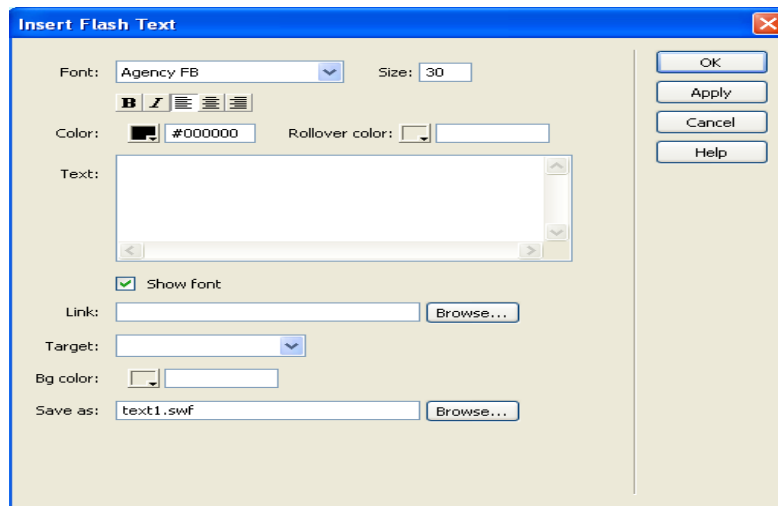 Insert Flash Text
Font: Agency FB Size: 30 OK
B I Apply
Color: #000000 Rollover color: Cancel
Text: Help
Show font
Link: Browse...
Target:
Bg color:
Save as: text1.swf Browse...